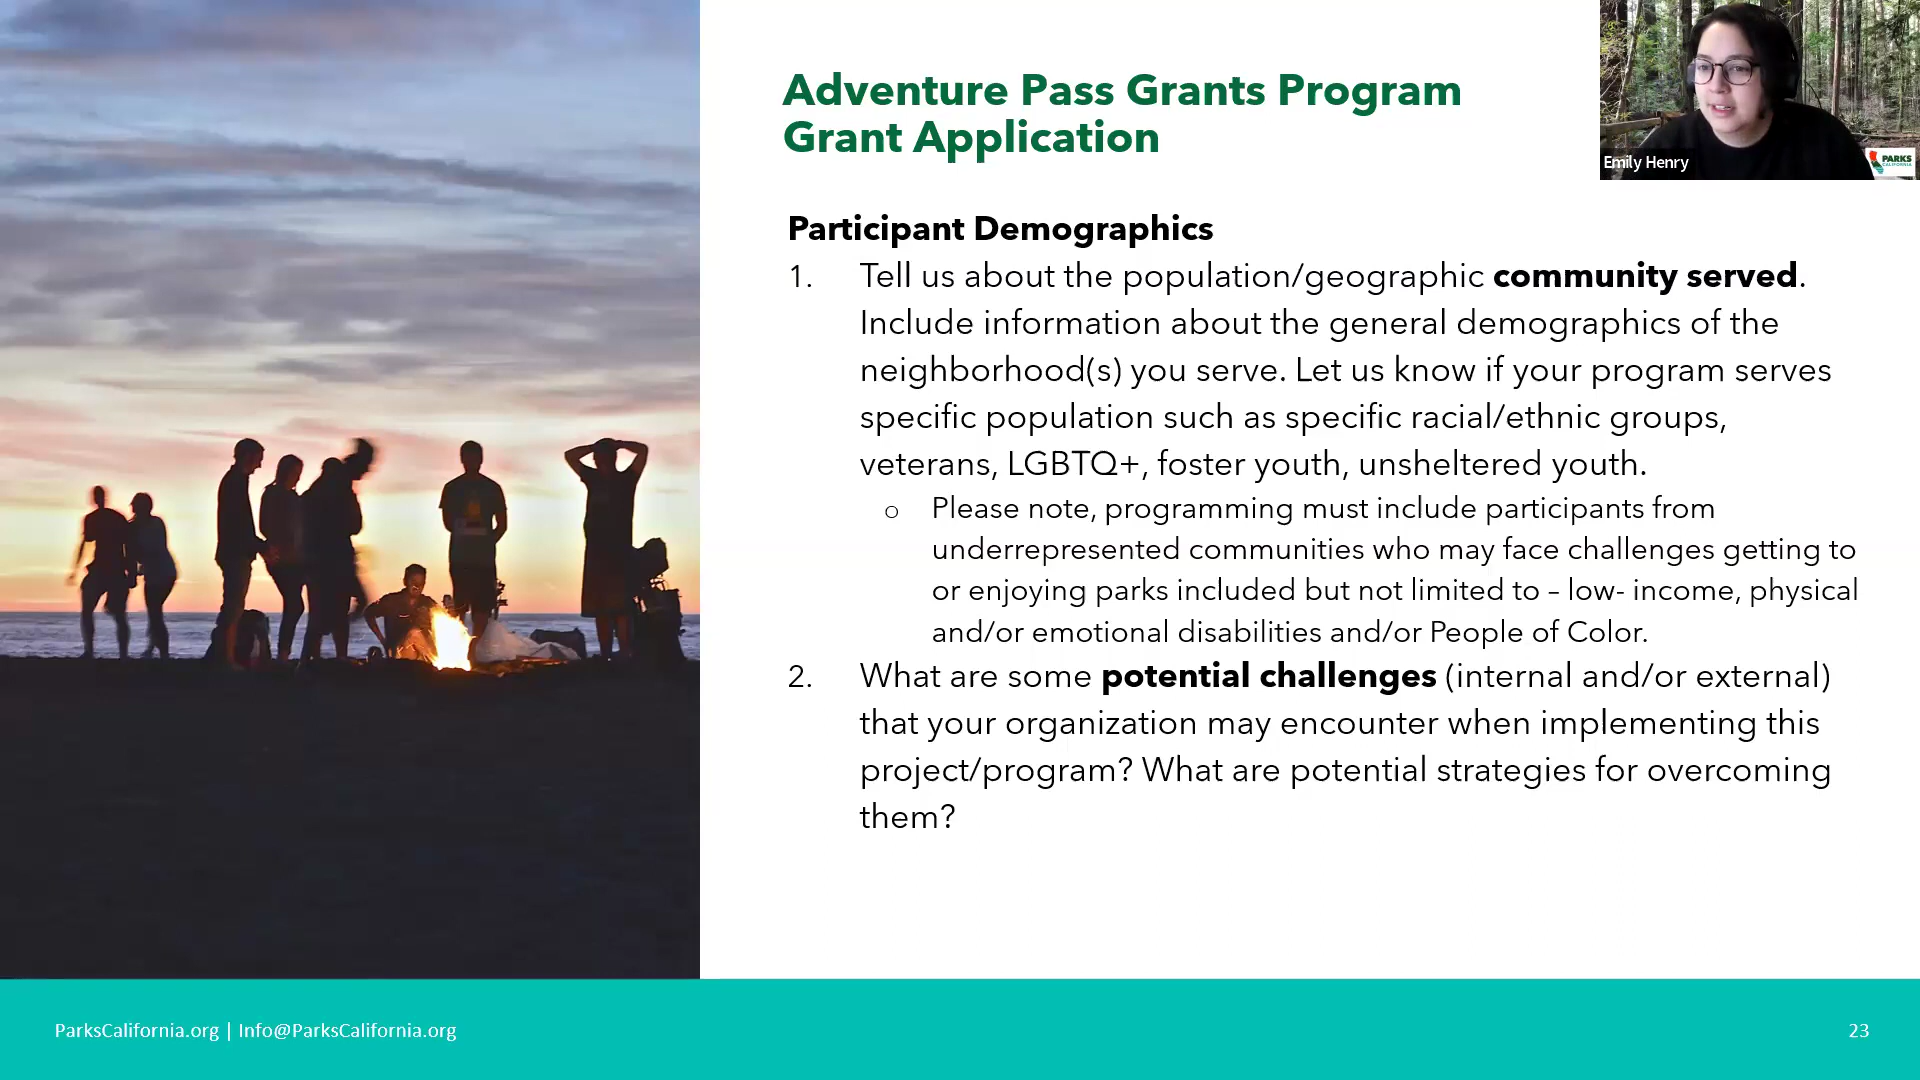 Adventure Pass Grants Program
Grant Application
Emily Henry
PARKS
CALIFORNIA
Participant Demographics
1. Tell us about the population/geographic community served.
Include information about the general demographics of the
neighborhood(s) you serve. Let us know if your program serves
specific population such as specific racial/ethnic groups,
veterans, LGBTQ+, foster youth, unsheltered youth.
o Please note, programming must include participants from
underrepresented communities who may face challenges getting to
or enjoying parks included but not limited to – low- income, physical
and/or emotional disabilities and/or People of Color.
2. What are some potential challenges (internal and/or external)
that your organization may encounter when implementing this
project/program? What are potential strategies for overcoming
them?
ParksCalifornia.org | Info@ParksCalifornia.org
23